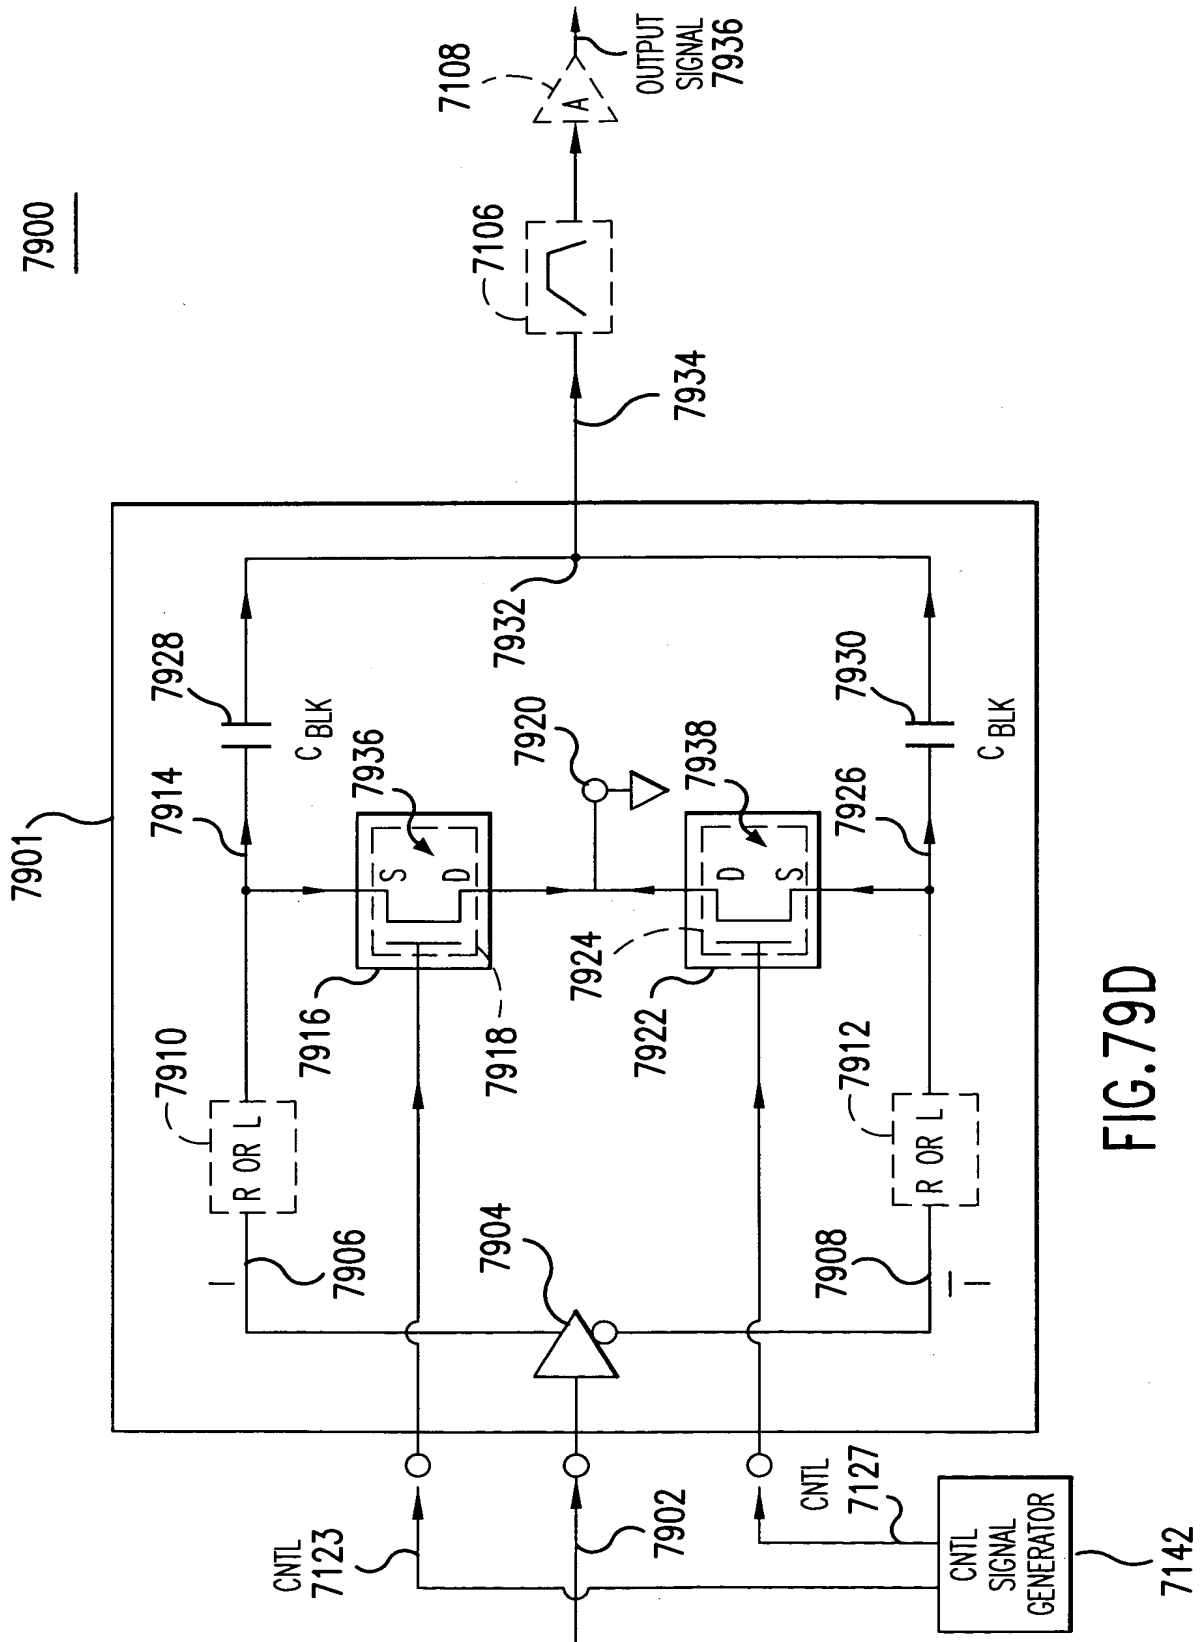 7900
7901
7914
7928
C BLK
7910
R OR L
I
7906
7916
7918
S
D
7936
7932
7920
7934
7106
7108
A
OUTPUT
SIGNAL
7936
7904
7924
7922
D
S
7938
7926
7930
C BLK
7912
R OR L
7908
I̅
CNTL
7123
7902
CNTL
7127
CNTL
SIGNAL
GENERATOR
7142
FIG.79D